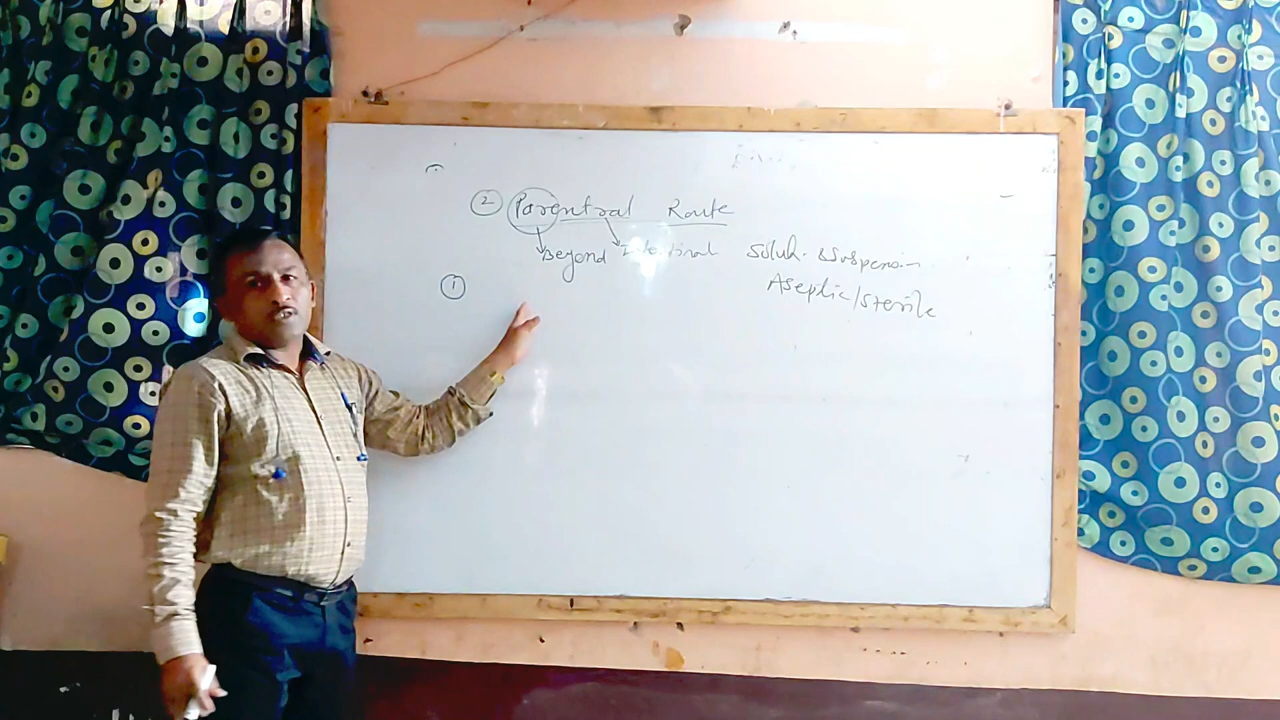 ② Parentral Route
Beyond Intestinal
Soluh. & Suspension
Aseptic/Sterile
①